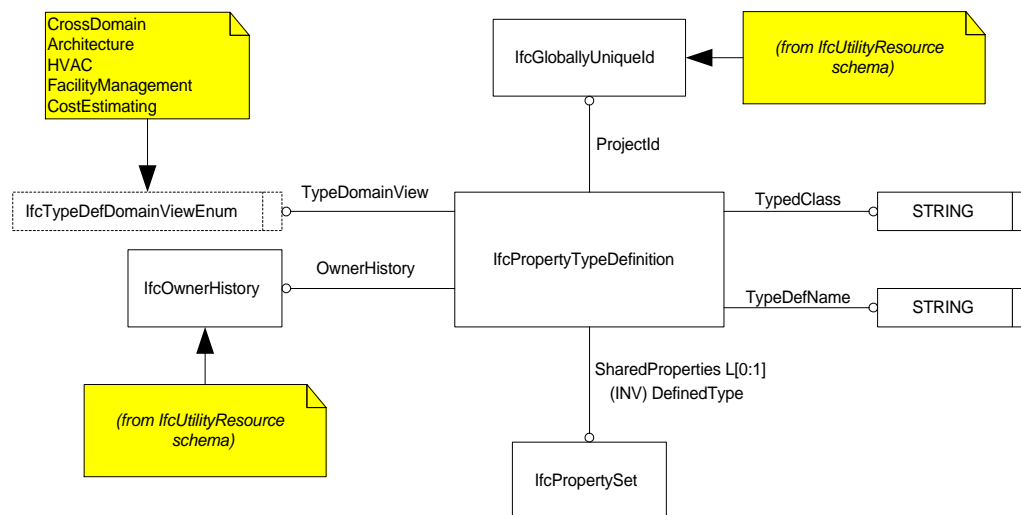 CrossDomain
Architecture
HVAC
FacilityManagement
CostEstimating
IfcGloballyUniqueId
(from IfcUtilityResource
schema)
ProjectId
IfcTypeDefDomainViewEnum
TypeDomainView
TypedClass
STRING
IfcPropertyTypeDefinition
IfcOwnerHistory
OwnerHistory
TypeDefName
STRING
SharedProperties L[0:1]
(INV) DefinedType
(from IfcUtilityResource
schema)
IfcPropertySet